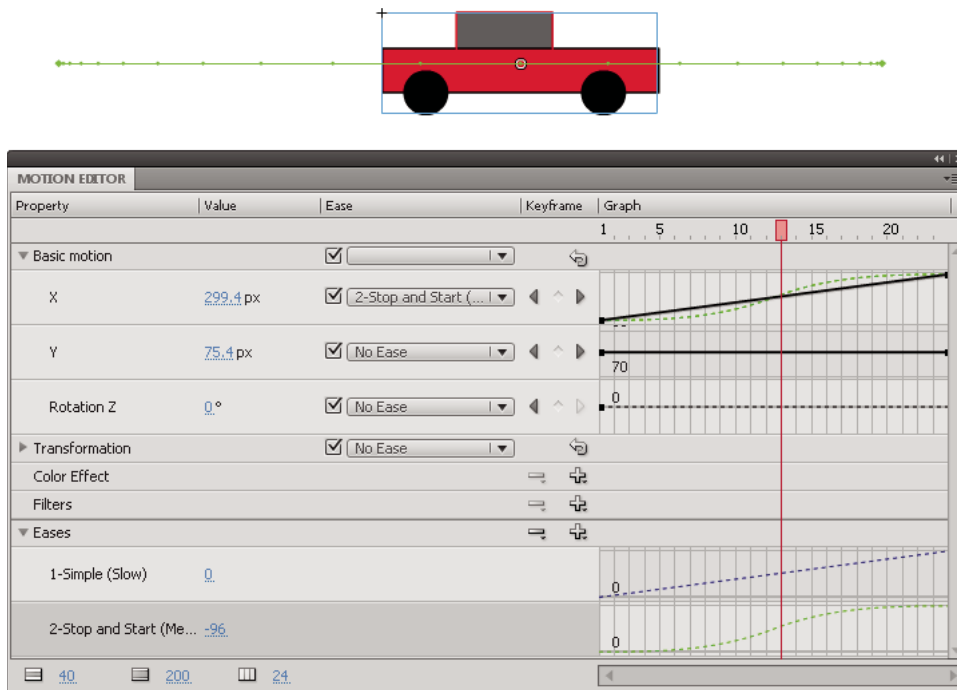 MOTION EDITOR
Property Value Ease Keyframe Graph
1 5 10 15 20
Basic motion
X 299.4 px 2-Stop and Start (...
Y 75.4 px No Ease 70
Rotation Z 0° No Ease 0
Transformation No Ease
Color Effect
Filters
Eases
1-Simple (Slow) 0 0
2-Stop and Start (Me... -96 0
40 200 24